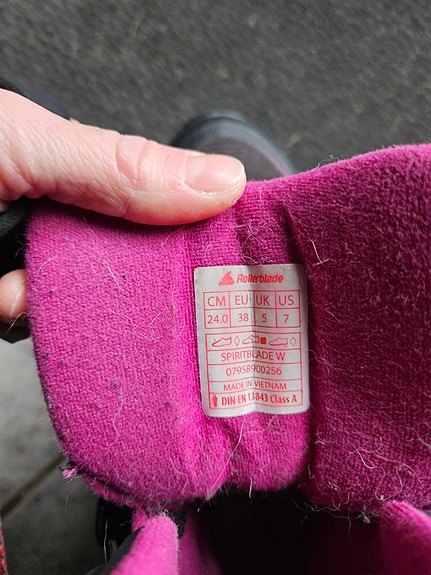 Rollerblade
CM EU UK US
24.0 38 5 7
SPIRITBLADE W
07958900256
MADE IN VIETNAM
DIN EN 13843 Class A